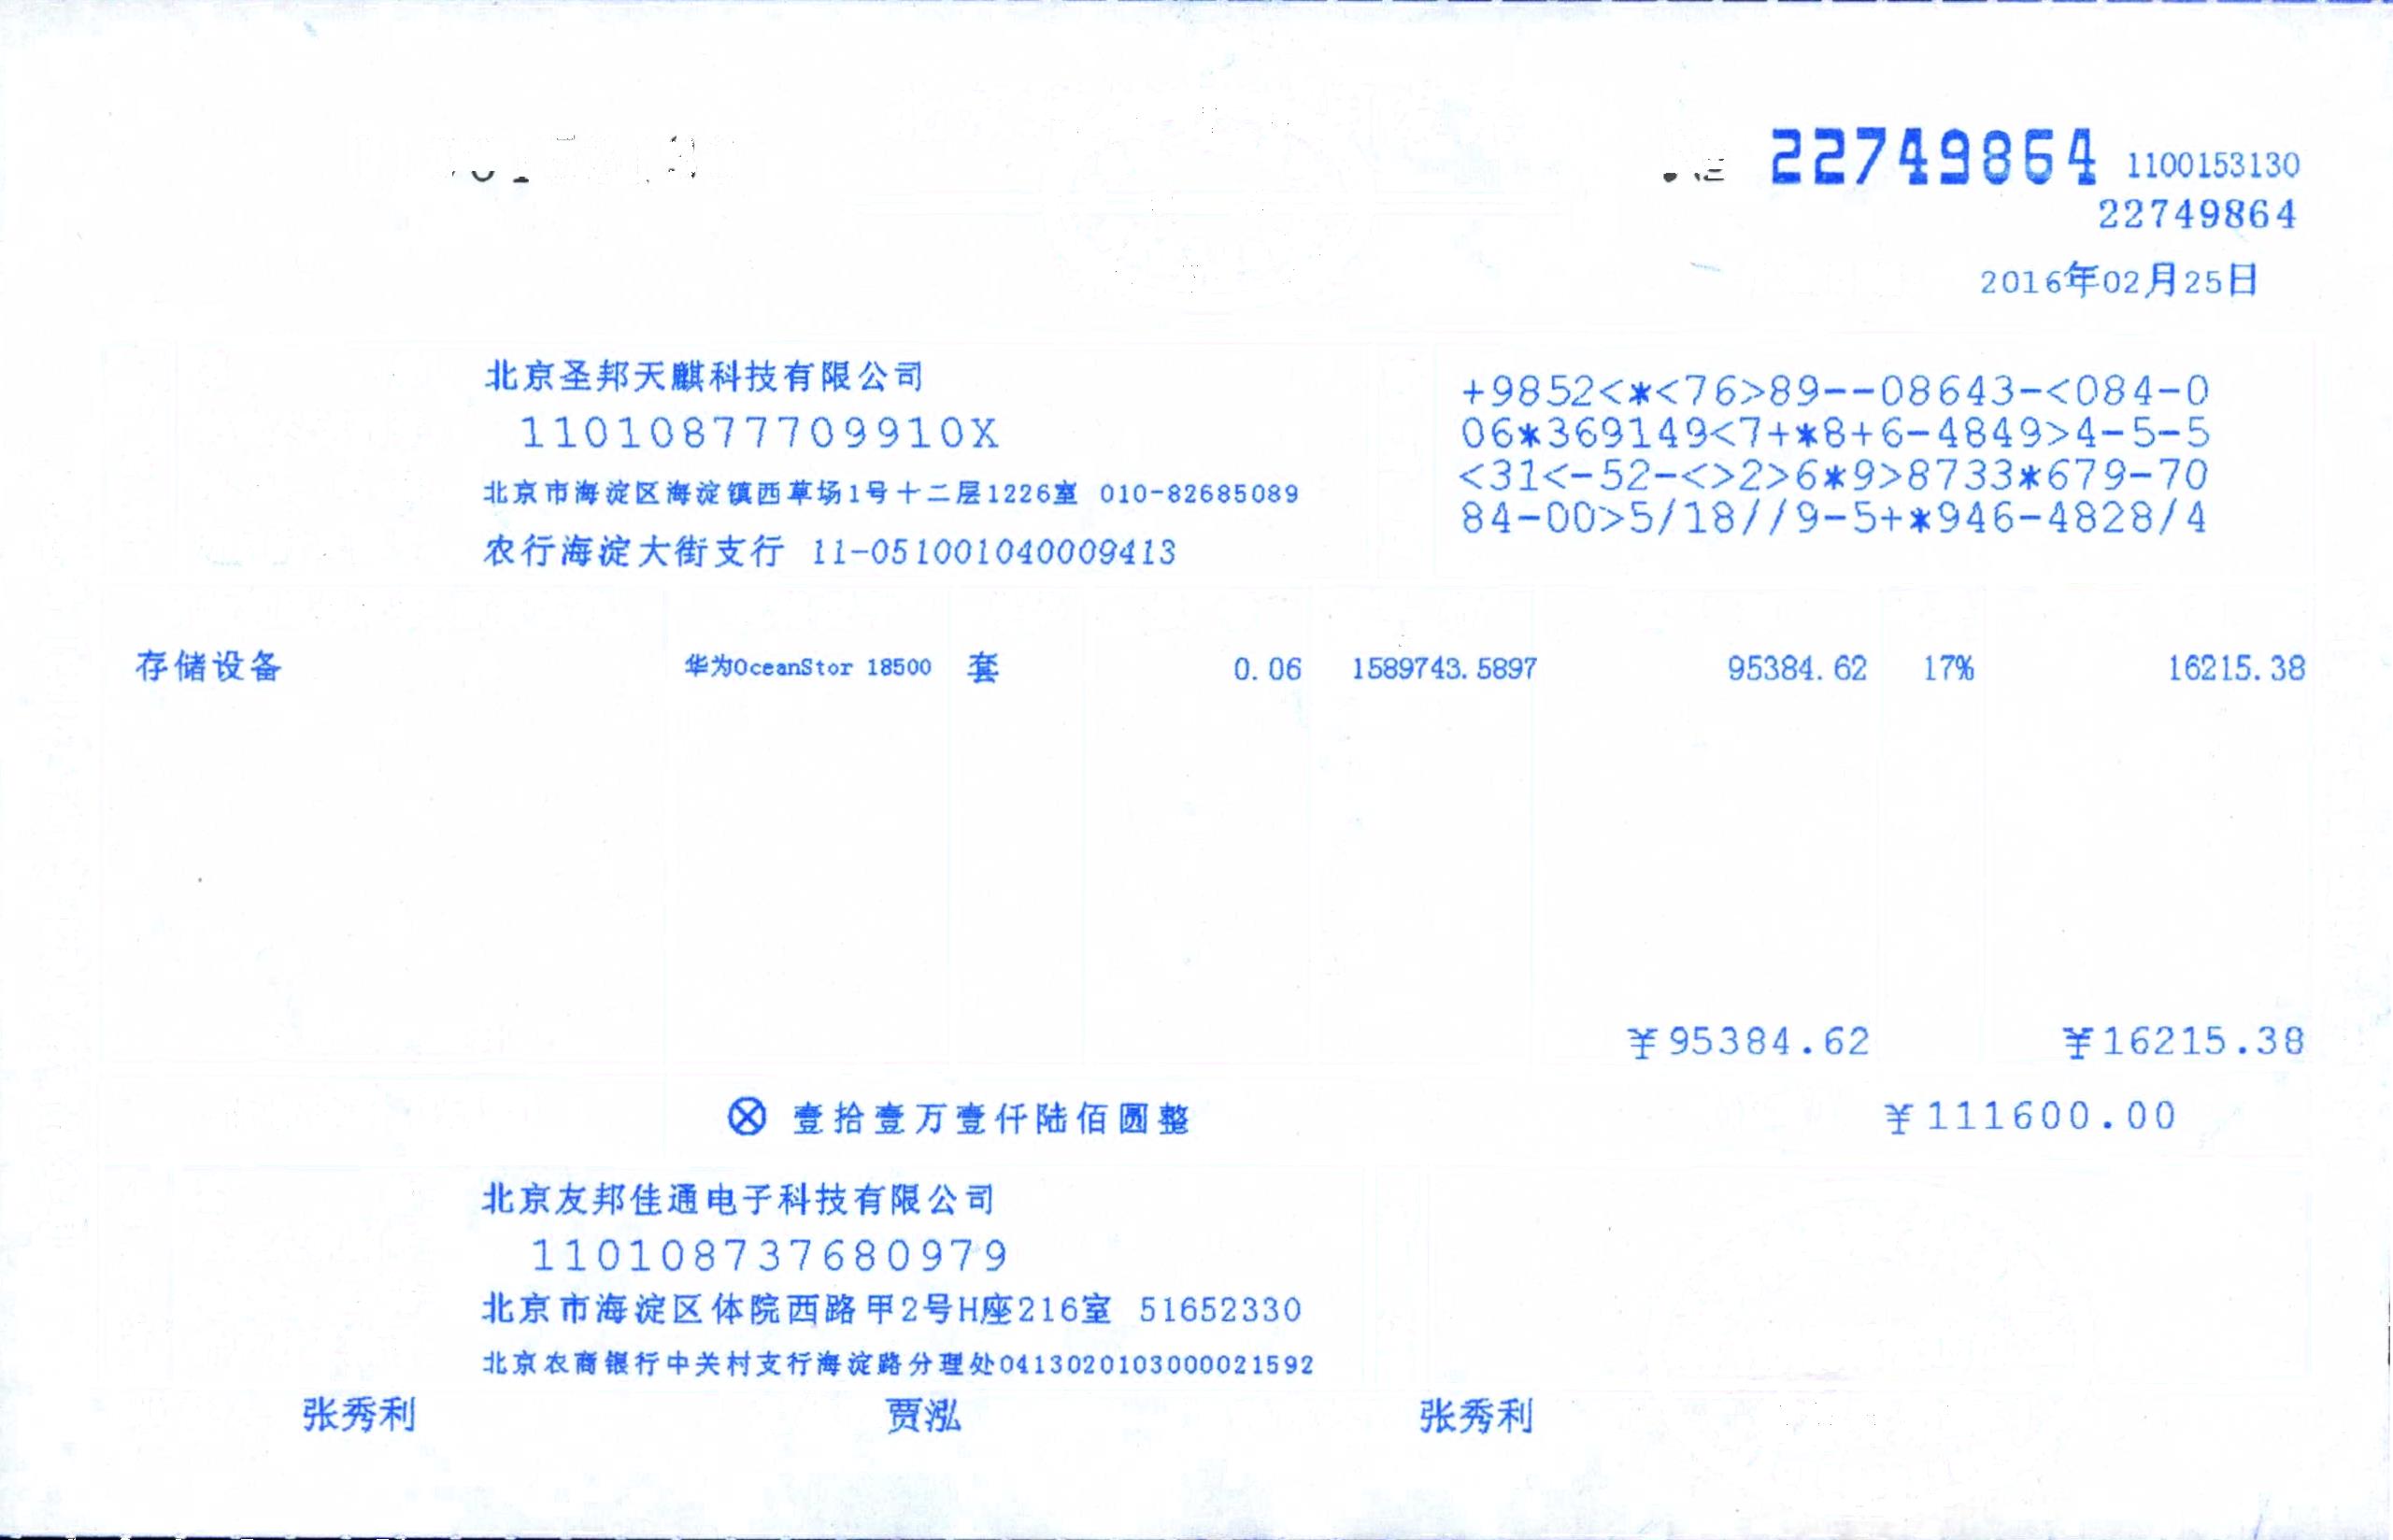 22749864 1100153130
22749864
2016年02月25日
北京圣邦天麒科技有限公司
11010877709910X
北京市海淀区海淀镇西草场1号十二层1226室 010-82685089
农行海淀大街支行 11-051001040009413
+9852<*<76>89--08643-<084-0
06*369149<7+*8+6-4849>4-5-5
<31<-52-<>2>6*9>8733*679-70
84-00>5/18//9-5+*946-4828/4
存储设备 华为OceanStor 18500 套 0.06 1589743.5897 95384.62 17% 16215.38
¥95384.62 ¥16215.38
ⓧ 壹拾壹万壹仟陆佰圆整 ¥111600.00
北京友邦佳通电子科技有限公司
110108737680979
北京市海淀区体院西路甲2号H座216室 51652330
北京农商银行中关村支行海淀路分理处0413020103000021592
张秀利 贾泓 张秀利